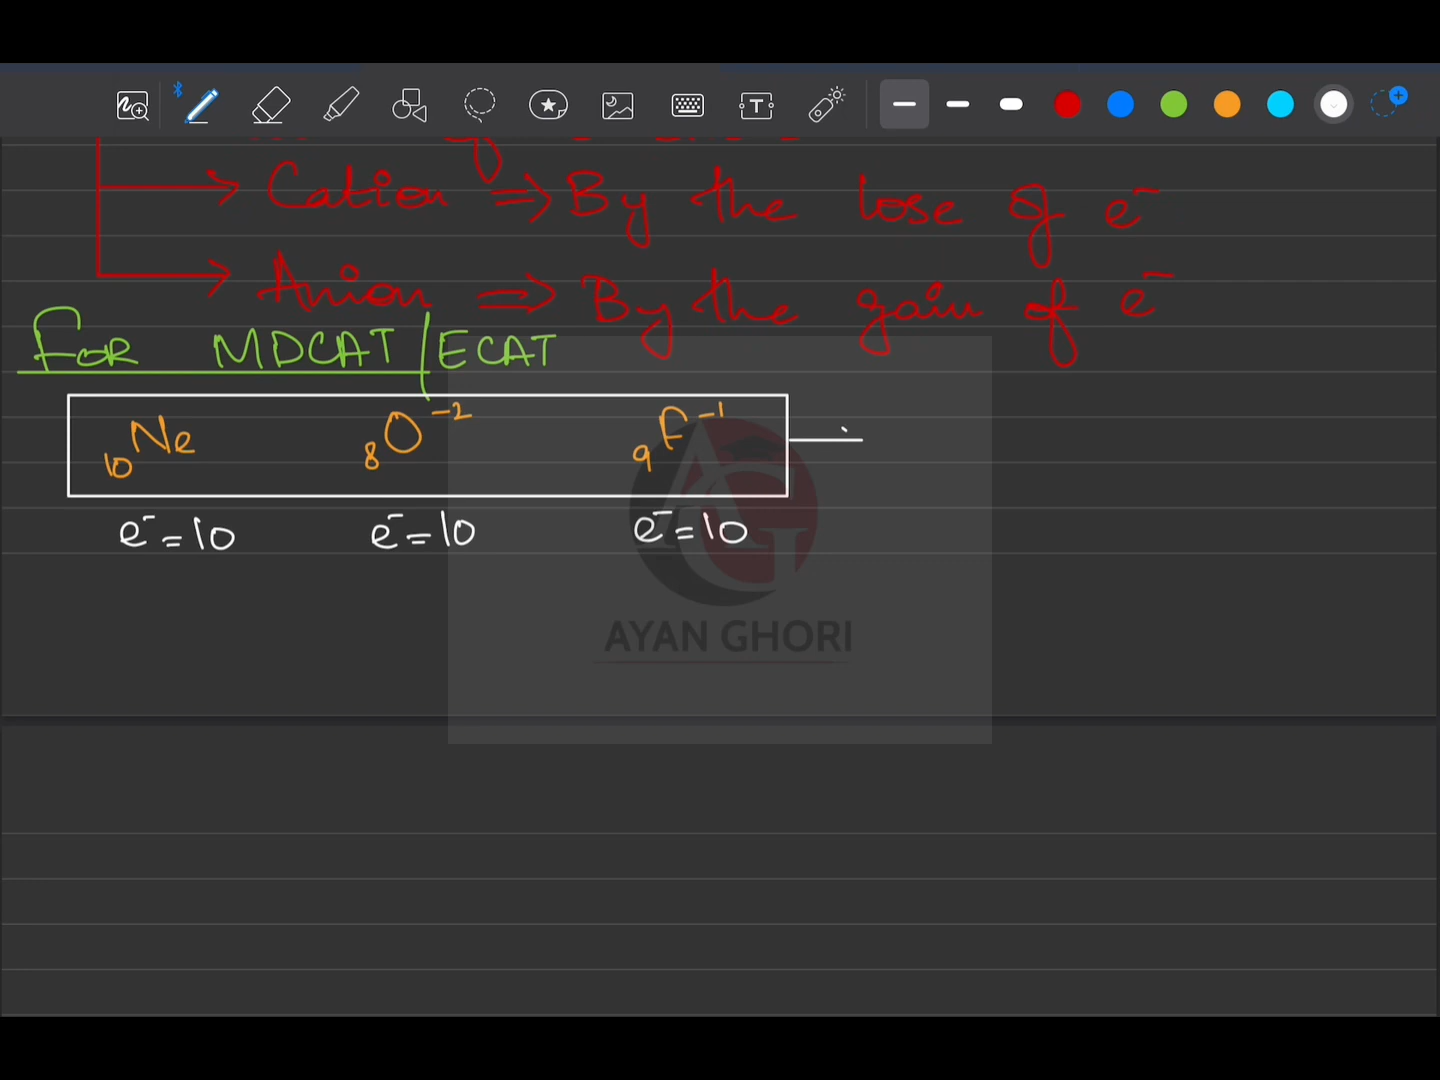 Cation ⇒ By the lose of e⁻
Anion ⇒ By the gain of e⁻
FOR MDCAT/ECAT
₁₀Ne ₈O⁻² ₉F⁻¹
e⁻=10 e⁻=10 e⁻=10
AG
AYAN GHORI